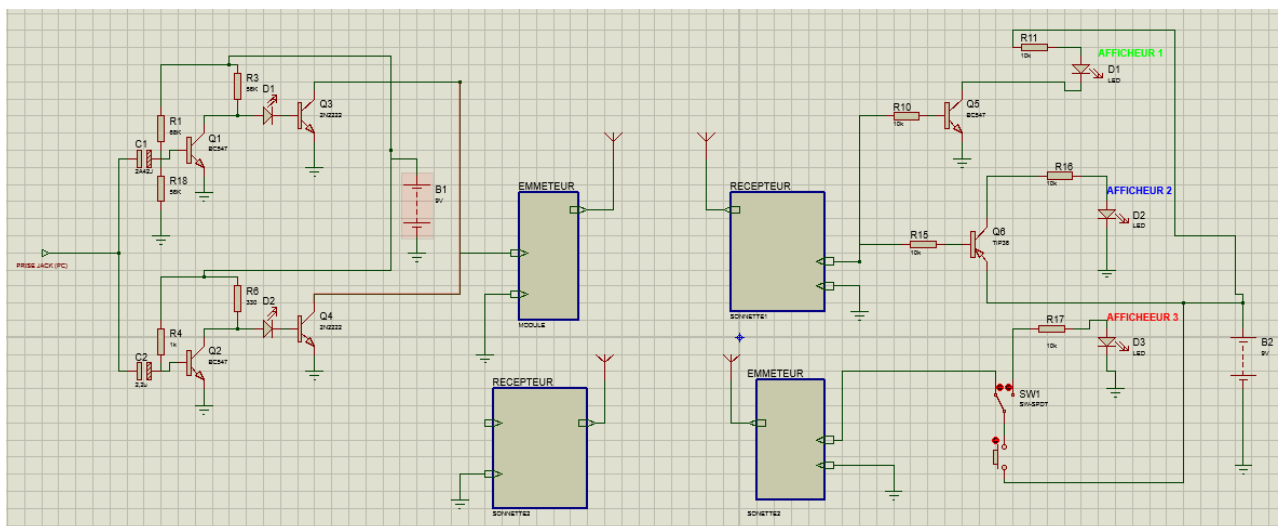 R11
10k
AFFICHEUR 1
D1
LED
R3
56K
D1
Q3
2N2222
R1
68K
Q1
BC547
C1
2A42J
R18
56K
R10
10k
Q5
BC547
B1
9V
EMMETEUR
MODULE
RECEPTEUR
SONNETTE1
R16
10k
AFFICHEUR 2
D2
LED
R15
10k
Q6
TIP36
PRISE JACK (PC)
R6
330
D2
Q4
2N2222
R4
1k
Q2
BC547
C2
2,2u
R17
10k
AFFICHEEUR 3
D3
LED
B2
9V
RECEPTEUR
SONNETTE2
EMMETEUR
SONNETTE2
SW1
SW-SPDT